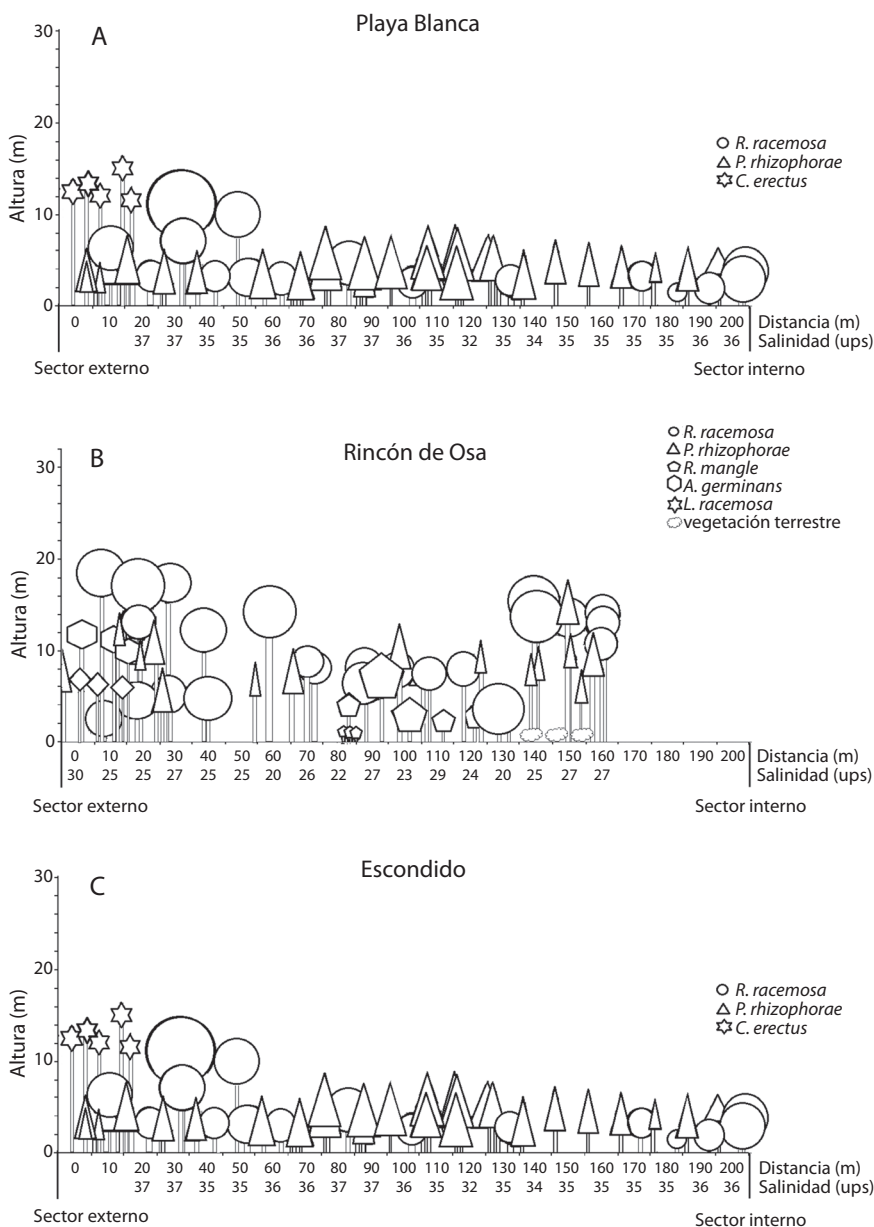 A
Playa Blanca
Altura (m)
30
20
10
0
R. racemosa
P. rhizophorae
C. erectus
0 10 20 30 40 50 60 70 80 90 100 110 120 130 140 150 160 170 180 190 200 Distancia (m)
37 37 35 35 36 36 37 37 36 35 32 35 34 35 35 35 35 36 36 Salinidad (ups)
Sector externo
Sector interno
B
Rincón de Osa
Altura (m)
30
20
10
0
R. racemosa
P. rhizophorae
R. mangle
A. germinans
L. racemosa
vegetación terrestre
0 10 20 30 40 50 60 70 80 90 100 110 120 130 140 150 160 170 180 190 200 Distancia (m)
30 25 25 27 25 25 20 26 22 27 23 29 24 20 25 27 27 Salinidad (ups)
Sector externo
Sector interno
C
Escondido
Altura (m)
30
20
10
0
R. racemosa
P. rhizophorae
C. erectus
0 10 20 30 40 50 60 70 80 90 100 110 120 130 140 150 160 170 180 190 200 Distancia (m)
37 37 35 35 36 36 37 37 36 35 32 35 34 35 35 35 35 36 36 Salinidad (ups)
Sector externo
Sector interno